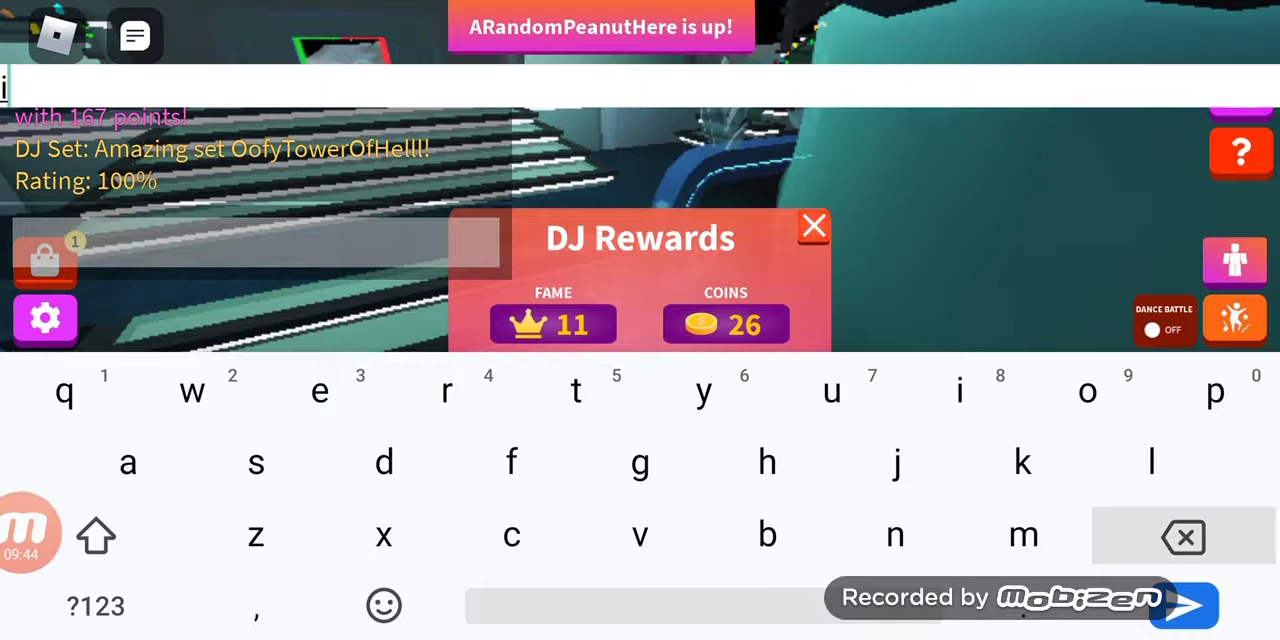 ARandomPeanutHere is up!
i
with 167 points!
DJ Set: Amazing set OofyTowerOfHelll!
Rating: 100%
?
1
DJ Rewards
FAME
COINS
11
26
DANCE BATTLE
OFF
1 2 3 4 5 6 7 8 9 0
q w e r t y u i o p
a s d f g h j k l
z x c v b n m
09:44
?123 , .
Recorded by mobizen